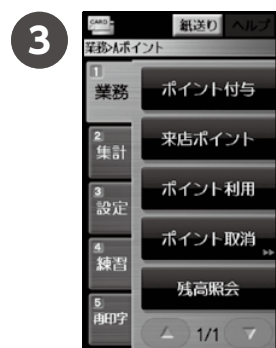 3
CARD 紙送り ヘルプ
業務>Aポイント
1 業務
ポイント付与
2 集計
来店ポイント
3 設定
ポイント利用
4 練習
ポイント取消
5 再印字
残高照会
1/1